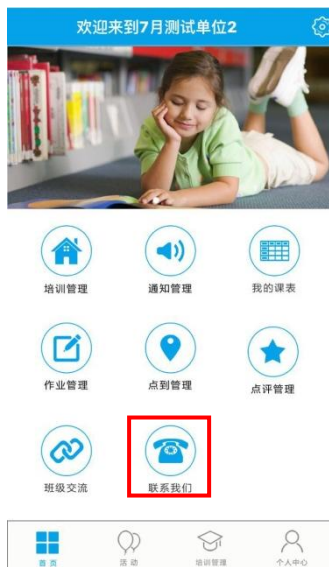 欢迎来到7月测试单位2
培训管理 通知管理 我的课表
作业管理 点到管理 点评管理
班级交流 联系我们
首页 活动 培训管理 个人中心